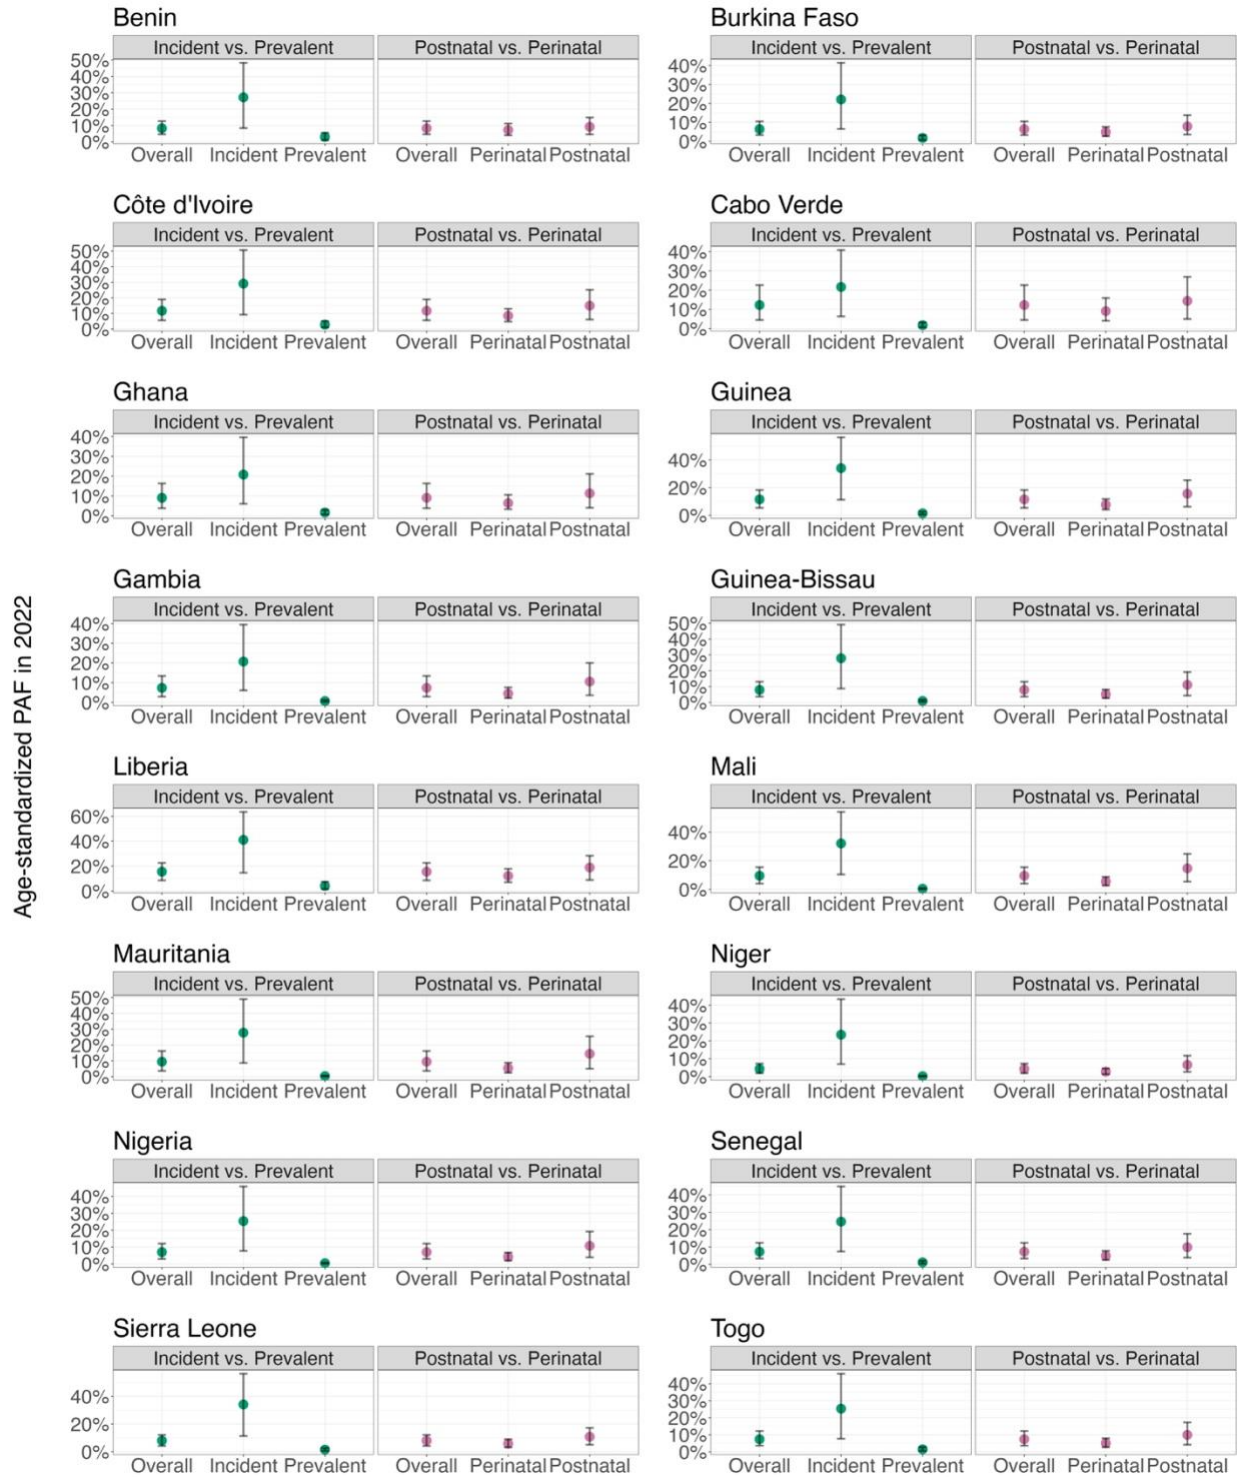 Age-standardized PAF in 2022
Benin
Incident vs. Prevalent
Postnatal vs. Perinatal
50%
40%
30%
20%
10%
0%
Overall Incident Prevalent
Overall Perinatal Postnatal
Burkina Faso
Incident vs. Prevalent
Postnatal vs. Perinatal
40%
30%
20%
10%
0%
Overall Incident Prevalent
Overall Perinatal Postnatal
Côte d'Ivoire
Incident vs. Prevalent
Postnatal vs. Perinatal
50%
40%
30%
20%
10%
0%
Overall Incident Prevalent
Overall Perinatal Postnatal
Cabo Verde
Incident vs. Prevalent
Postnatal vs. Perinatal
40%
30%
20%
10%
0%
Overall Incident Prevalent
Overall Perinatal Postnatal
Ghana
Incident vs. Prevalent
Postnatal vs. Perinatal
40%
30%
20%
10%
0%
Overall Incident Prevalent
Overall Perinatal Postnatal
Guinea
Incident vs. Prevalent
Postnatal vs. Perinatal
40%
20%
0%
Overall Incident Prevalent
Overall Perinatal Postnatal
Gambia
Incident vs. Prevalent
Postnatal vs. Perinatal
40%
30%
20%
10%
0%
Overall Incident Prevalent
Overall Perinatal Postnatal
Guinea-Bissau
Incident vs. Prevalent
Postnatal vs. Perinatal
50%
40%
30%
20%
10%
0%
Overall Incident Prevalent
Overall Perinatal Postnatal
Liberia
Incident vs. Prevalent
Postnatal vs. Perinatal
60%
40%
20%
0%
Overall Incident Prevalent
Overall Perinatal Postnatal
Mali
Incident vs. Prevalent
Postnatal vs. Perinatal
40%
20%
0%
Overall Incident Prevalent
Overall Perinatal Postnatal
Mauritania
Incident vs. Prevalent
Postnatal vs. Perinatal
50%
40%
30%
20%
10%
0%
Overall Incident Prevalent
Overall Perinatal Postnatal
Niger
Incident vs. Prevalent
Postnatal vs. Perinatal
40%
30%
20%
10%
0%
Overall Incident Prevalent
Overall Perinatal Postnatal
Nigeria
Incident vs. Prevalent
Postnatal vs. Perinatal
40%
30%
20%
10%
0%
Overall Incident Prevalent
Overall Perinatal Postnatal
Senegal
Incident vs. Prevalent
Postnatal vs. Perinatal
40%
30%
20%
10%
0%
Overall Incident Prevalent
Overall Perinatal Postnatal
Sierra Leone
Incident vs. Prevalent
Postnatal vs. Perinatal
40%
20%
0%
Overall Incident Prevalent
Overall Perinatal Postnatal
Togo
Incident vs. Prevalent
Postnatal vs. Perinatal
40%
30%
20%
10%
0%
Overall Incident Prevalent
Overall Perinatal Postnatal